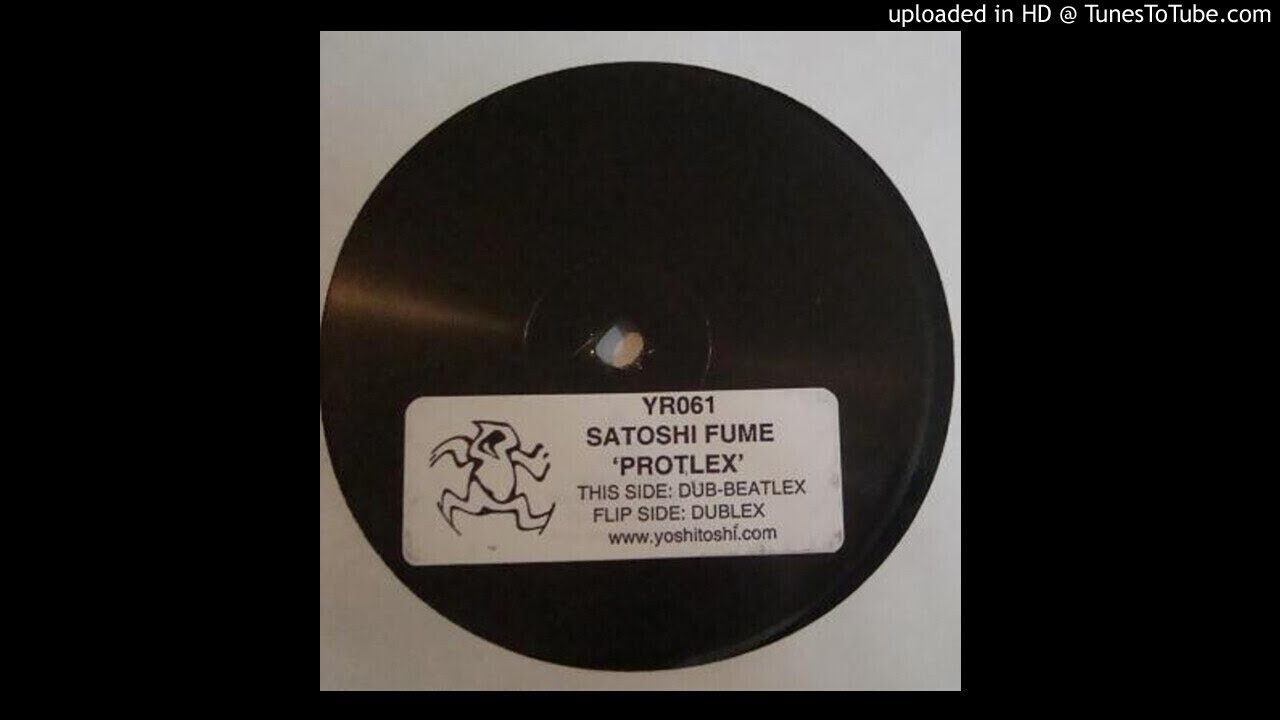 uploaded in HD @ TunesToTube.com
YR061
SATOSHI FUME
‘PROTLEX’
THIS SIDE: DUB-BEATLEX
FLIP SIDE: DUBLEX
www.yoshitoshi.com